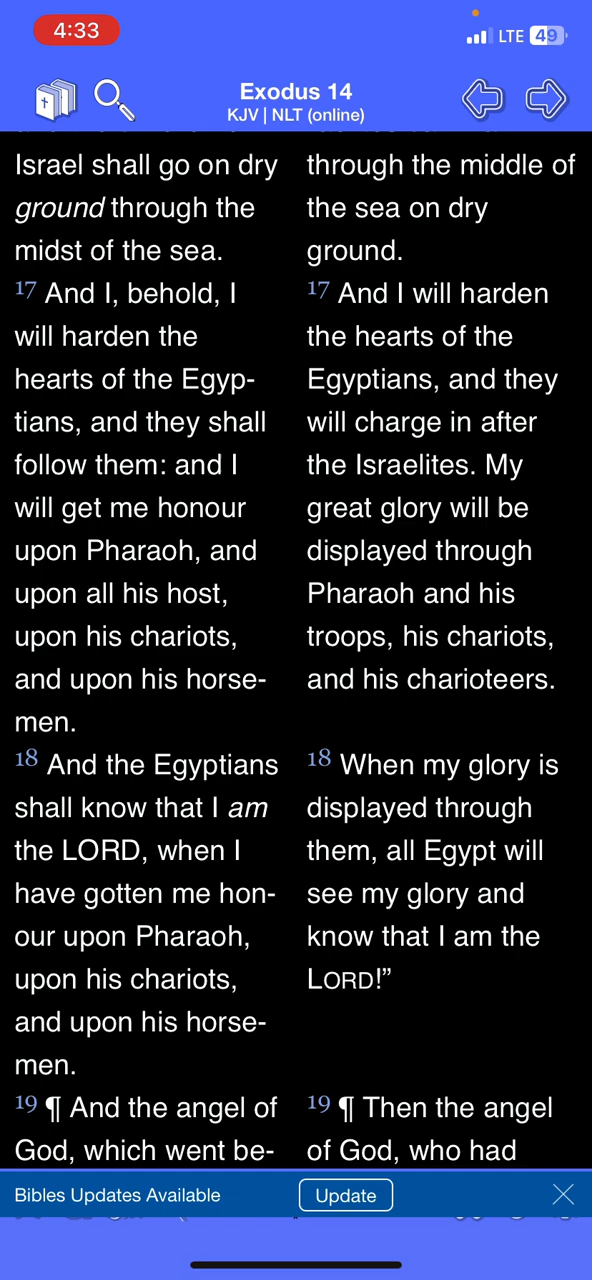 4:33
LTE 49
Exodus 14
KJV | NLT (online)
Israel shall go on dry
ground through the
midst of the sea.
17 And I, behold, I
will harden the
hearts of the Egyp-
tians, and they shall
follow them: and I
will get me honour
upon Pharaoh, and
upon all his host,
upon his chariots,
and upon his horse-
men.
18 And the Egyptians
shall know that I am
the LORD, when I
have gotten me hon-
our upon Pharaoh,
upon his chariots,
and upon his horse-
men.
19 ¶ And the angel of
God, which went be-
through the middle of
the sea on dry
ground.
17 And I will harden
the hearts of the
Egyptians, and they
will charge in after
the Israelites. My
great glory will be
displayed through
Pharaoh and his
troops, his chariots,
and his charioteers.
18 When my glory is
displayed through
them, all Egypt will
see my glory and
know that I am the
LORD!”
19 ¶ Then the angel
of God, who had
Bibles Updates Available
Update